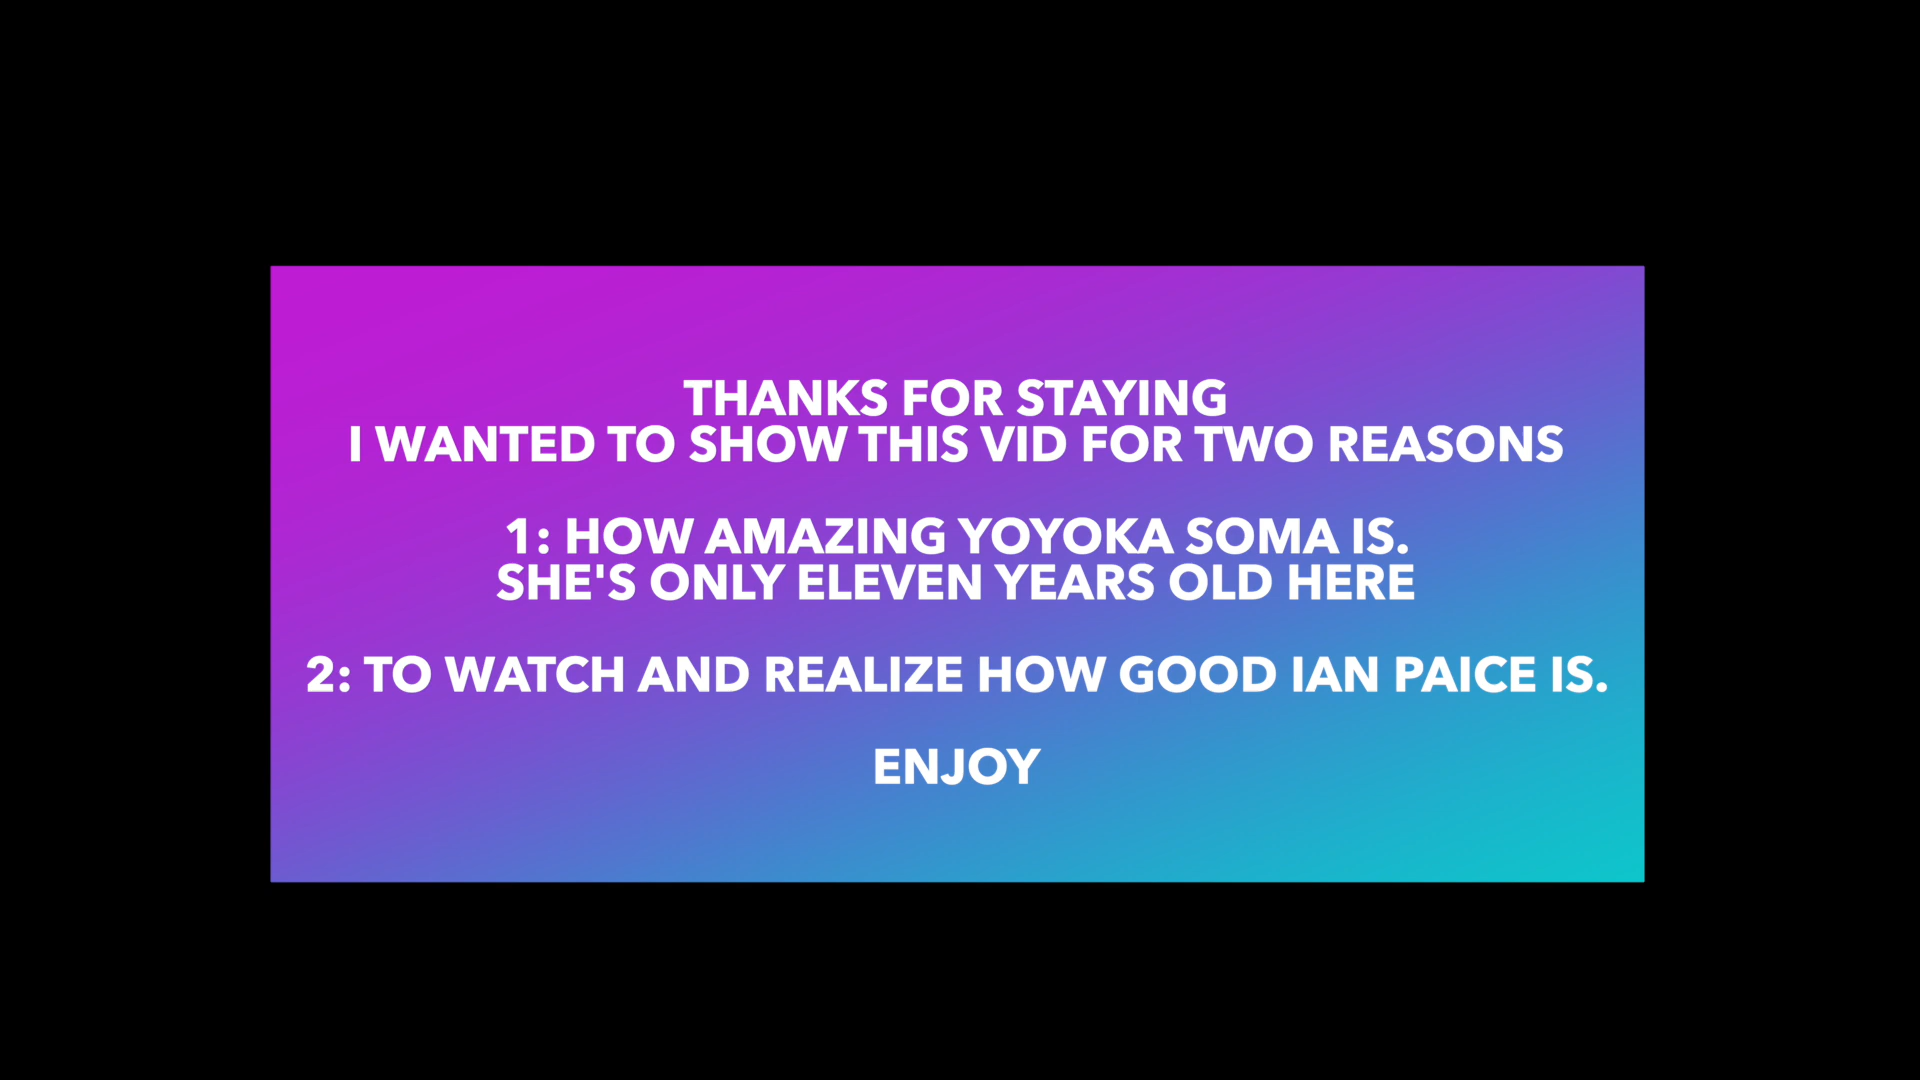 THANKS FOR STAYING
I WANTED TO SHOW THIS VID FOR TWO REASONS
1: HOW AMAZING YOYOKA SOMA IS.
SHE'S ONLY ELEVEN YEARS OLD HERE
2: TO WATCH AND REALIZE HOW GOOD IAN PAICE IS.
ENJOY